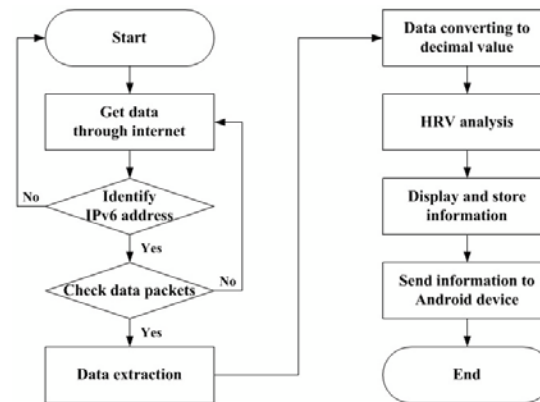 Start
Get data
through internet
No
Identify
IPv6 address
Yes
Check data packets
No
Yes
Data extraction
Data converting to
decimal value
HRV analysis
Display and store
information
Send information to
Android device
End